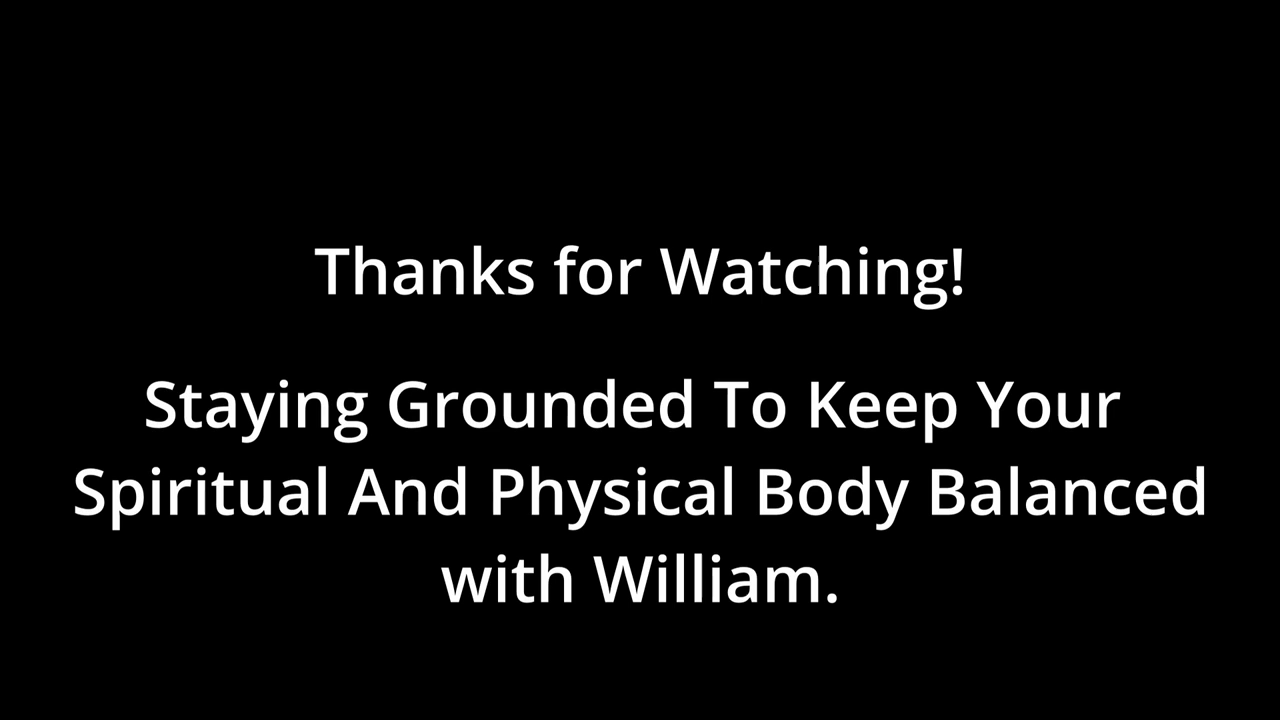 Thanks for Watching!
Staying Grounded To Keep Your
Spiritual And Physical Body Balanced
with William.